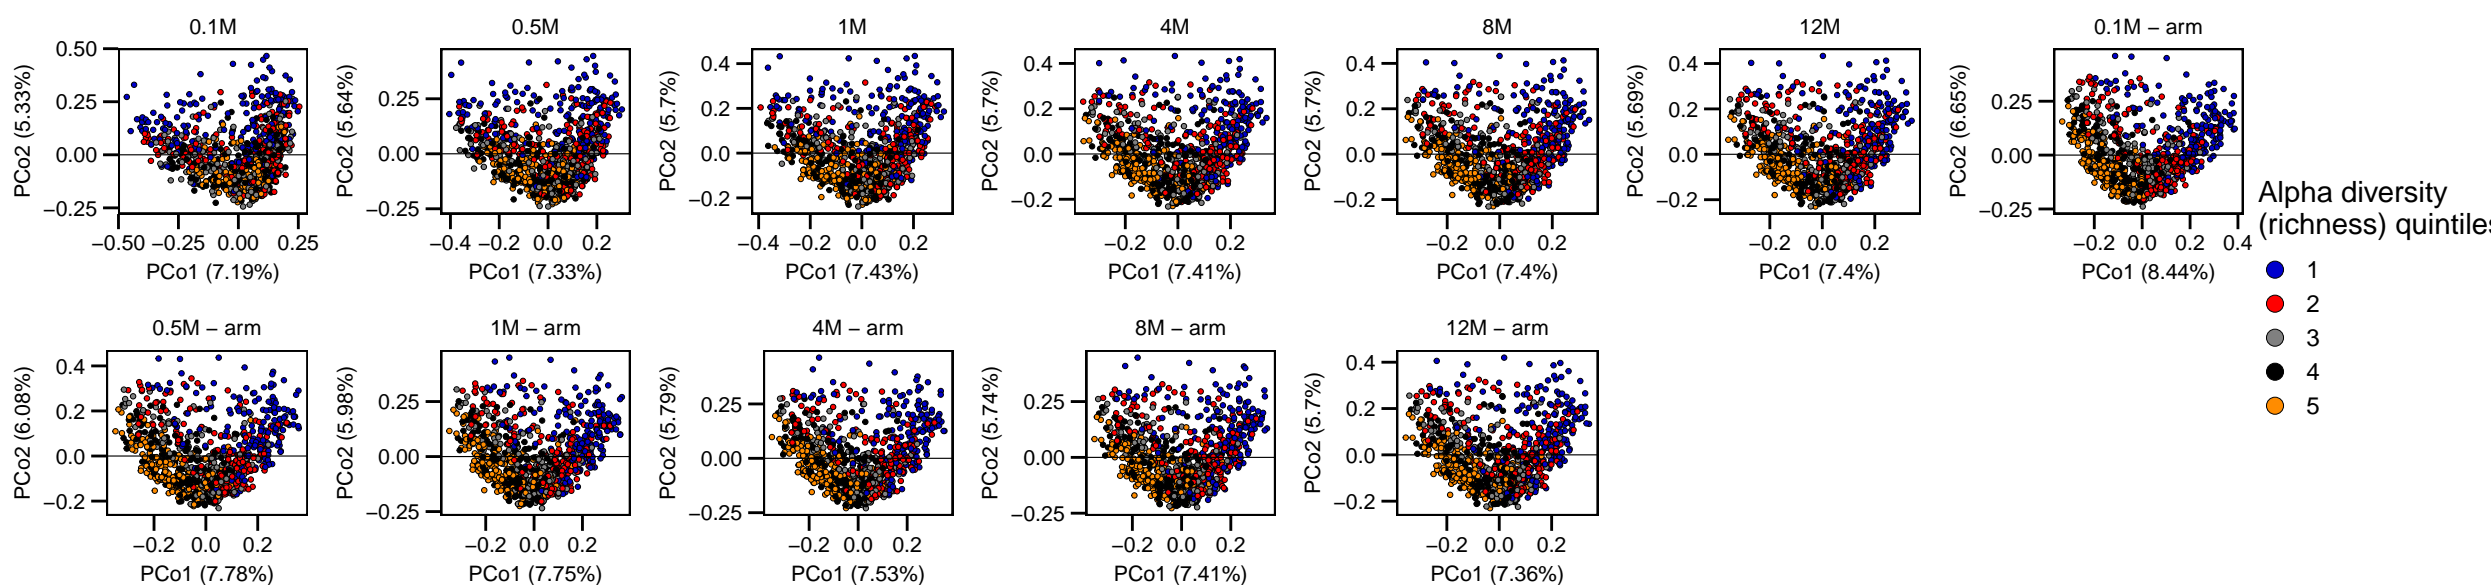 0.1M
0.50
0.25
0.00
−0.25
PCo2 (5.33%)
−0.50 −0.25 0.00 0.25
PCo1 (7.19%)
0.5M
0.25
0.00
−0.25
PCo2 (5.64%)
−0.4 −0.2 0.0 0.2
PCo1 (7.33%)
1M
0.4
0.2
0.0
−0.2
PCo2 (5.7%)
−0.4 −0.2 0.0 0.2
PCo1 (7.43%)
4M
0.4
0.2
0.0
−0.2
PCo2 (5.7%)
−0.2 0.0 0.2
PCo1 (7.41%)
8M
0.4
0.2
0.0
−0.2
PCo2 (5.7%)
−0.2 0.0 0.2
PCo1 (7.4%)
12M
0.4
0.2
0.0
−0.2
PCo2 (5.69%)
−0.2 0.0 0.2
PCo1 (7.4%)
0.1M − arm
0.25
0.00
−0.25
PCo2 (6.65%)
−0.2 0.0 0.2 0.4
PCo1 (8.44%)
0.5M − arm
0.4
0.2
0.0
−0.2
PCo2 (6.08%)
−0.2 0.0 0.2
PCo1 (7.78%)
1M − arm
0.25
0.00
−0.25
PCo2 (5.98%)
−0.2 0.0 0.2
PCo1 (7.75%)
4M − arm
0.25
0.00
−0.25
PCo2 (5.79%)
−0.2 0.0 0.2
PCo1 (7.53%)
8M − arm
0.25
0.00
−0.25
PCo2 (5.74%)
−0.2 0.0 0.2
PCo1 (7.41%)
12M − arm
0.4
0.2
0.0
−0.2
PCo2 (5.7%)
−0.2 0.0 0.2
PCo1 (7.36%)
Alpha diversity
(richness) quintiles
1
2
3
4
5